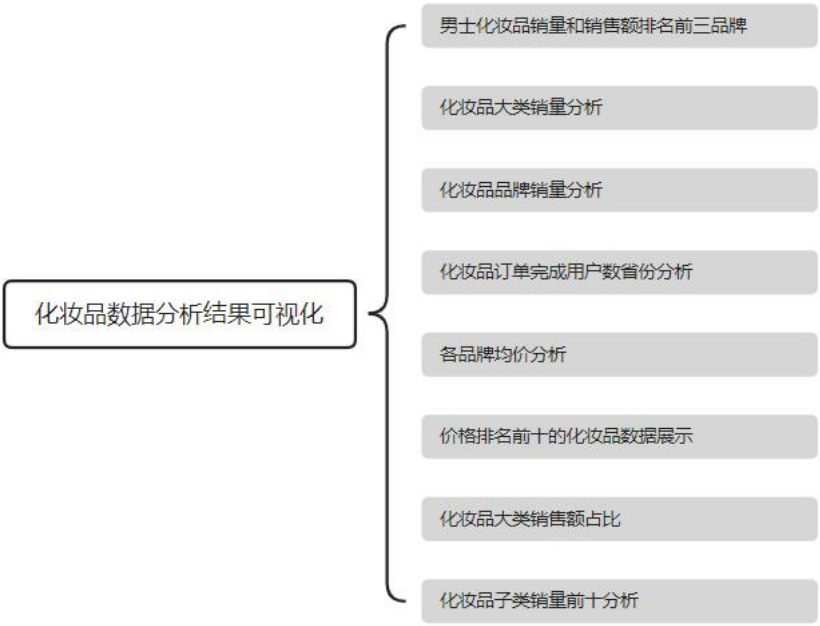 男士化妆品销量和销售额排名前三品牌
化妆品大类销量分析
化妆品品牌销量分析
化妆品订单完成用户数省份分析
化妆品数据分析结果可视化
各品牌均价分析
价格排名前十的化妆品数据展示
化妆品大类销售额占比
化妆品子类销量前十分析